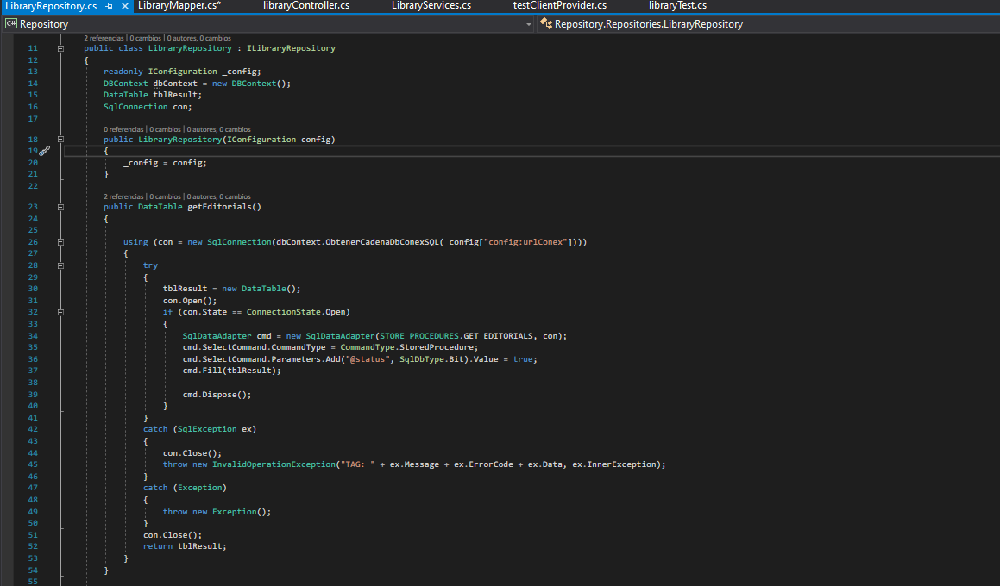 LibraryRepository.cs LibraryMapper.cs* libraryController.cs LibraryServices.cs testClientProvider.cs libraryTest.cs
C# Repository Repository.Repositories.LibraryRepository
2 referencias | 0 cambios | 0 autores, 0 cambios
11 public class LibraryRepository : ILibraryRepository
12 {
13 readonly IConfiguration _config;
14 DBContext dbContext = new DBContext();
15 DataTable tblResult;
16 SqlConnection con;
17
0 referencias | 0 cambios | 0 autores, 0 cambios
18 public LibraryRepository(IConfiguration config)
19 {
20 _config = config;
21 }
22
2 referencias | 0 cambios | 0 autores, 0 cambios
23 public DataTable getEditorials()
24 {
25
26 using (con = new SqlConnection(dbContext.ObtenerCadenaDbConexSQL(_config["config:urlConex"])))
27 {
28 try
29 {
30 tblResult = new DataTable();
31 con.Open();
32 if (con.State == ConnectionState.Open)
33 {
34 SqlDataAdapter cmd = new SqlDataAdapter(STORE_PROCEDURES.GET_EDITORIALS, con);
35 cmd.SelectCommand.CommandType = CommandType.StoredProcedure;
36 cmd.SelectCommand.Parameters.Add("@status", SqlDbType.Bit).Value = true;
37 cmd.Fill(tblResult);
38
39 cmd.Dispose();
40 }
41 }
42 catch (SqlException ex)
43 {
44 con.Close();
45 throw new InvalidOperationException("TAG: " + ex.Message + ex.ErrorCode + ex.Data, ex.InnerException);
46 }
47 catch (Exception)
48 {
49 throw new Exception();
50 }
51 con.Close();
52 return tblResult;
53 }
54 }
55